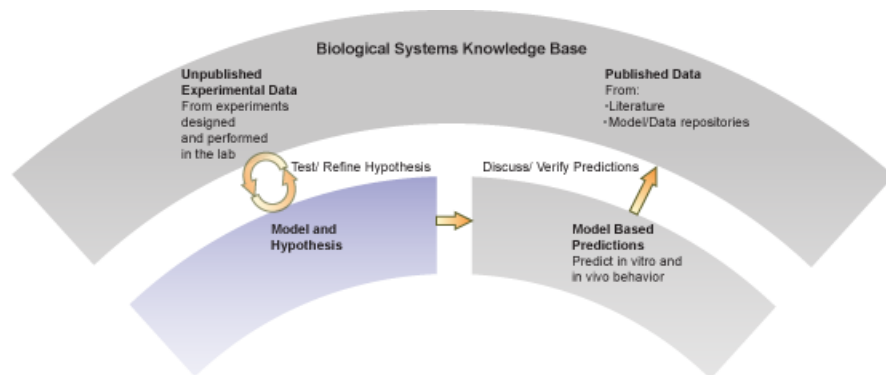 Biological Systems Knowledge Base
Unpublished
Experimental Data
From experiments
designed
and performed
in the lab
Published Data
From:
•Literature
•Model/Data repositories
Test/ Refine Hypothesis
Discuss/ Verify Predictions
Model and
Hypothesis
Model Based
Predictions
Predict in vitro and
in vivo behavior